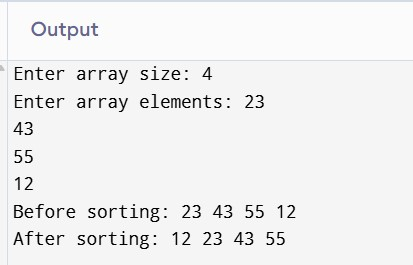 Output
Enter array size: 4
Enter array elements: 23
43
55
12
Before sorting: 23 43 55 12
After sorting: 12 23 43 55